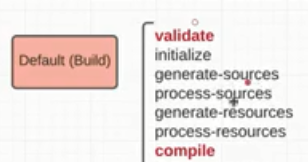 Default (Build)
validate
initialize
generate-sources
process-sources
generate-resources
process-resources
compile